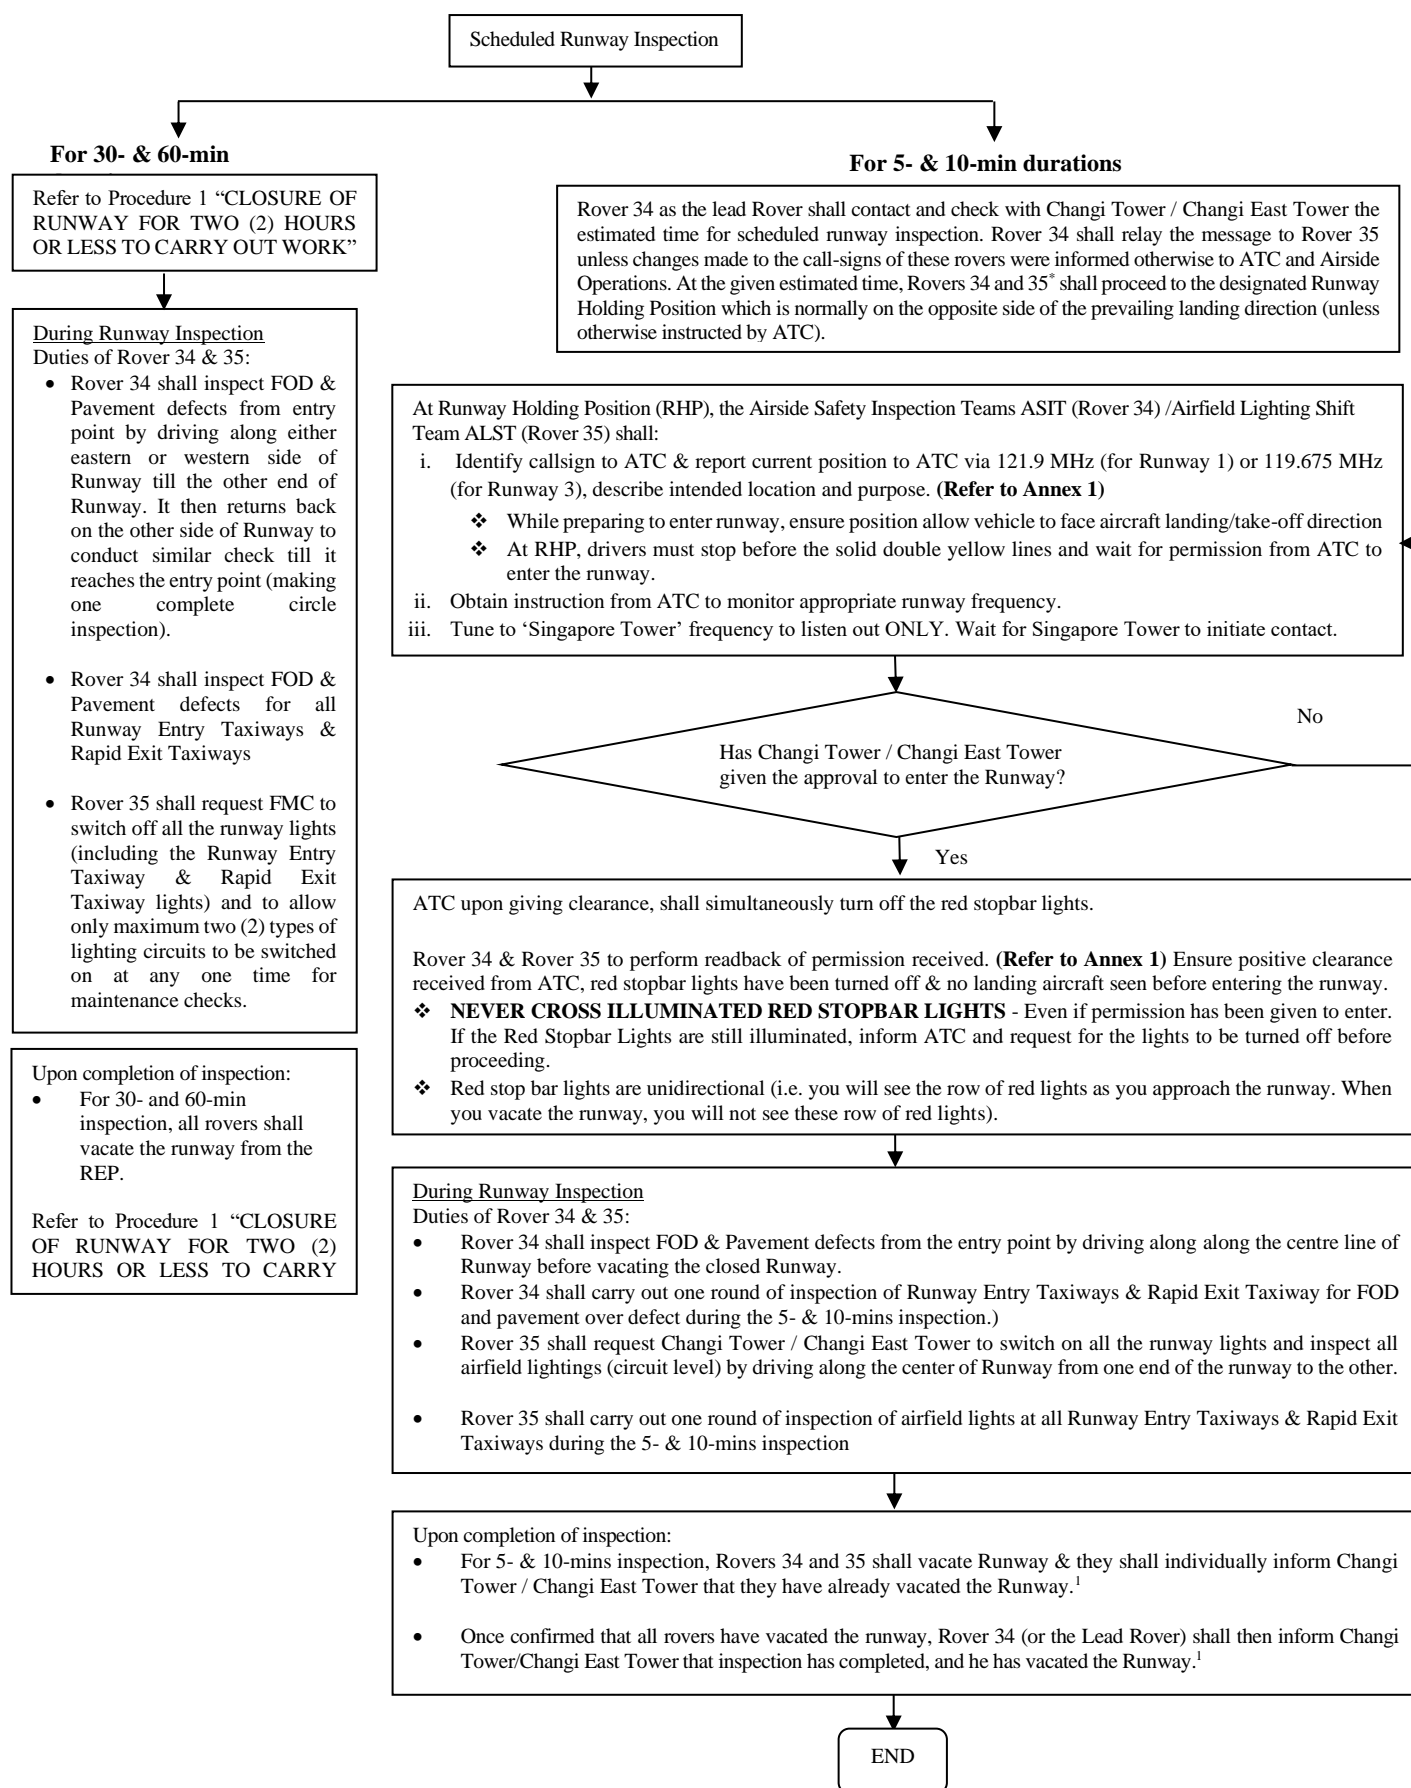 Scheduled Runway Inspection
For 30- & 60-min
Refer to Procedure 1 “CLOSURE OF
RUNWAY FOR TWO (2) HOURS
OR LESS TO CARRY OUT WORK”
During Runway Inspection
Duties of Rover 34 & 35:
• Rover 34 shall inspect FOD &
Pavement defects from entry
point by driving along either
eastern or western side of
Runway till the other end of
Runway. It then returns back
on the other side of Runway to
conduct similar check till it
reaches the entry point (making
one complete circle
inspection).
• Rover 34 shall inspect FOD &
Pavement defects for all
Runway Entry Taxiways &
Rapid Exit Taxiways
• Rover 35 shall request FMC to
switch off all the runway lights
(including the Runway Entry
Taxiway & Rapid Exit
Taxiway lights) and to allow
only maximum two (2) types of
lighting circuits to be switched
on at any one time for
maintenance checks.
Upon completion of inspection:
• For 30- and 60-min
inspection, all rovers shall
vacate the runway from the
REP.
Refer to Procedure 1 “CLOSURE
OF RUNWAY FOR TWO (2)
HOURS OR LESS TO CARRY
For 5- & 10-min durations
Rover 34 as the lead Rover shall contact and check with Changi Tower / Changi East Tower the
estimated time for scheduled runway inspection. Rover 34 shall relay the message to Rover 35
unless changes made to the call-signs of these rovers were informed otherwise to ATC and Airside
Operations. At the given estimated time, Rovers 34 and 35* shall proceed to the designated Runway
Holding Position which is normally on the opposite side of the prevailing landing direction (unless
otherwise instructed by ATC).
At Runway Holding Position (RHP), the Airside Safety Inspection Teams ASIT (Rover 34) /Airfield Lighting Shift
Team ALST (Rover 35) shall:
i. Identify callsign to ATC & report current position to ATC via 121.9 MHz (for Runway 1) or 119.675 MHz
(for Runway 3), describe intended location and purpose. (Refer to Annex 1)
❖ While preparing to enter runway, ensure position allow vehicle to face aircraft landing/take-off direction
❖ At RHP, drivers must stop before the solid double yellow lines and wait for permission from ATC to
enter the runway.
ii. Obtain instruction from ATC to monitor appropriate runway frequency.
iii. Tune to ‘Singapore Tower’ frequency to listen out ONLY. Wait for Singapore Tower to initiate contact.
No
Has Changi Tower / Changi East Tower
given the approval to enter the Runway?
Yes
ATC upon giving clearance, shall simultaneously turn off the red stopbar lights.
Rover 34 & Rover 35 to perform readback of permission received. (Refer to Annex 1) Ensure positive clearance
received from ATC, red stopbar lights have been turned off & no landing aircraft seen before entering the runway.
❖ NEVER CROSS ILLUMINATED RED STOPBAR LIGHTS - Even if permission has been given to enter.
If the Red Stopbar Lights are still illuminated, inform ATC and request for the lights to be turned off before
proceeding.
❖ Red stop bar lights are unidirectional (i.e. you will see the row of red lights as you approach the runway. When
you vacate the runway, you will not see these row of red lights).
During Runway Inspection
Duties of Rover 34 & 35:
• Rover 34 shall inspect FOD & Pavement defects from the entry point by driving along along the centre line of
Runway before vacating the closed Runway.
• Rover 34 shall carry out one round of inspection of Runway Entry Taxiways & Rapid Exit Taxiway for FOD
and pavement over defect during the 5- & 10-mins inspection.)
• Rover 35 shall request Changi Tower / Changi East Tower to switch on all the runway lights and inspect all
airfield lightings (circuit level) by driving along the center of Runway from one end of the runway to the other.
• Rover 35 shall carry out one round of inspection of airfield lights at all Runway Entry Taxiways & Rapid Exit
Taxiways during the 5- & 10-mins inspection
Upon completion of inspection:
• For 5- & 10-mins inspection, Rovers 34 and 35 shall vacate Runway & they shall individually inform Changi
Tower / Changi East Tower that they have already vacated the Runway.¹
• Once confirmed that all rovers have vacated the runway, Rover 34 (or the Lead Rover) shall then inform Changi
Tower/Changi East Tower that inspection has completed, and he has vacated the Runway.¹
END